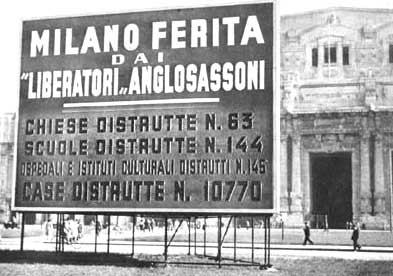 MILANO FERITA
DAI
"LIBERATORI" ANGLOSASSONI
CHIESE DISTRUTTE N. 63
SCUOLE DISTRUTTE N. 144
OSPEDALI E ISTITUTI CULTURALI DISTRUTTI N. 145
CASE DISTRUTTE N. 10770